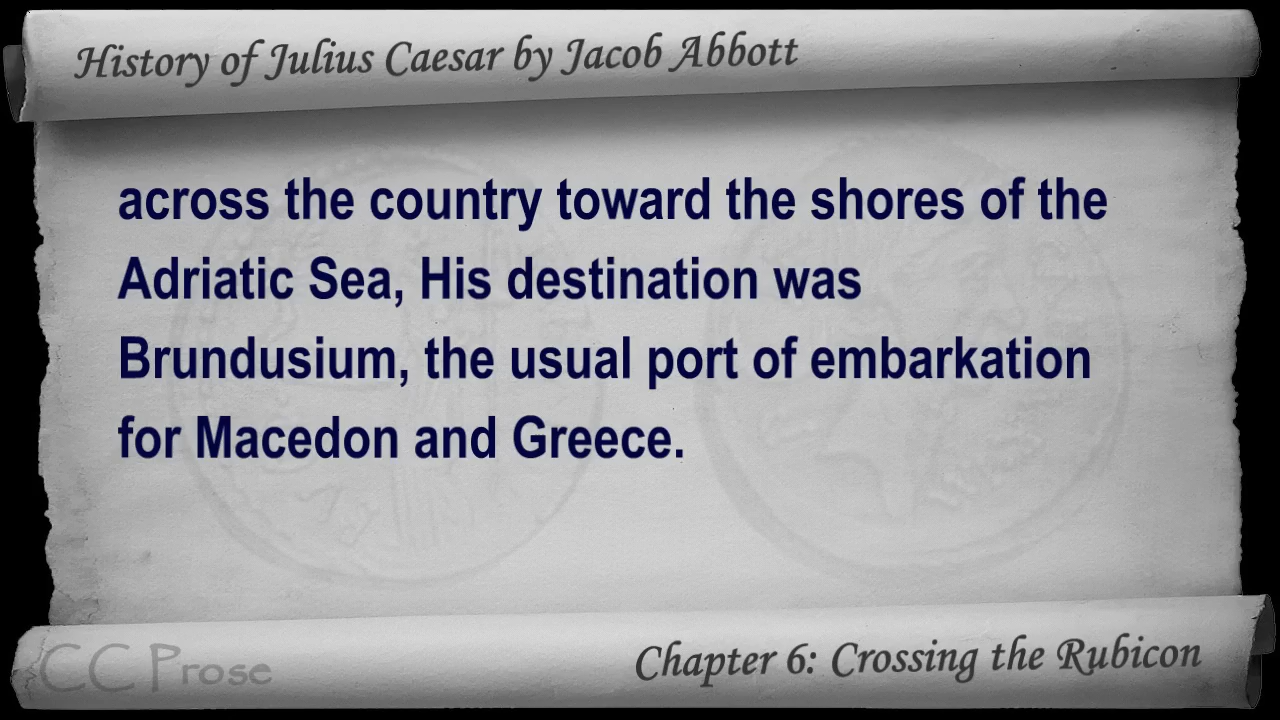 History of Julius Caesar by Jacob Abbott
across the country toward the shores of the
Adriatic Sea, His destination was
Brundusium, the usual port of embarkation
for Macedon and Greece.
CC Prose
Chapter 6: Crossing the Rubicon